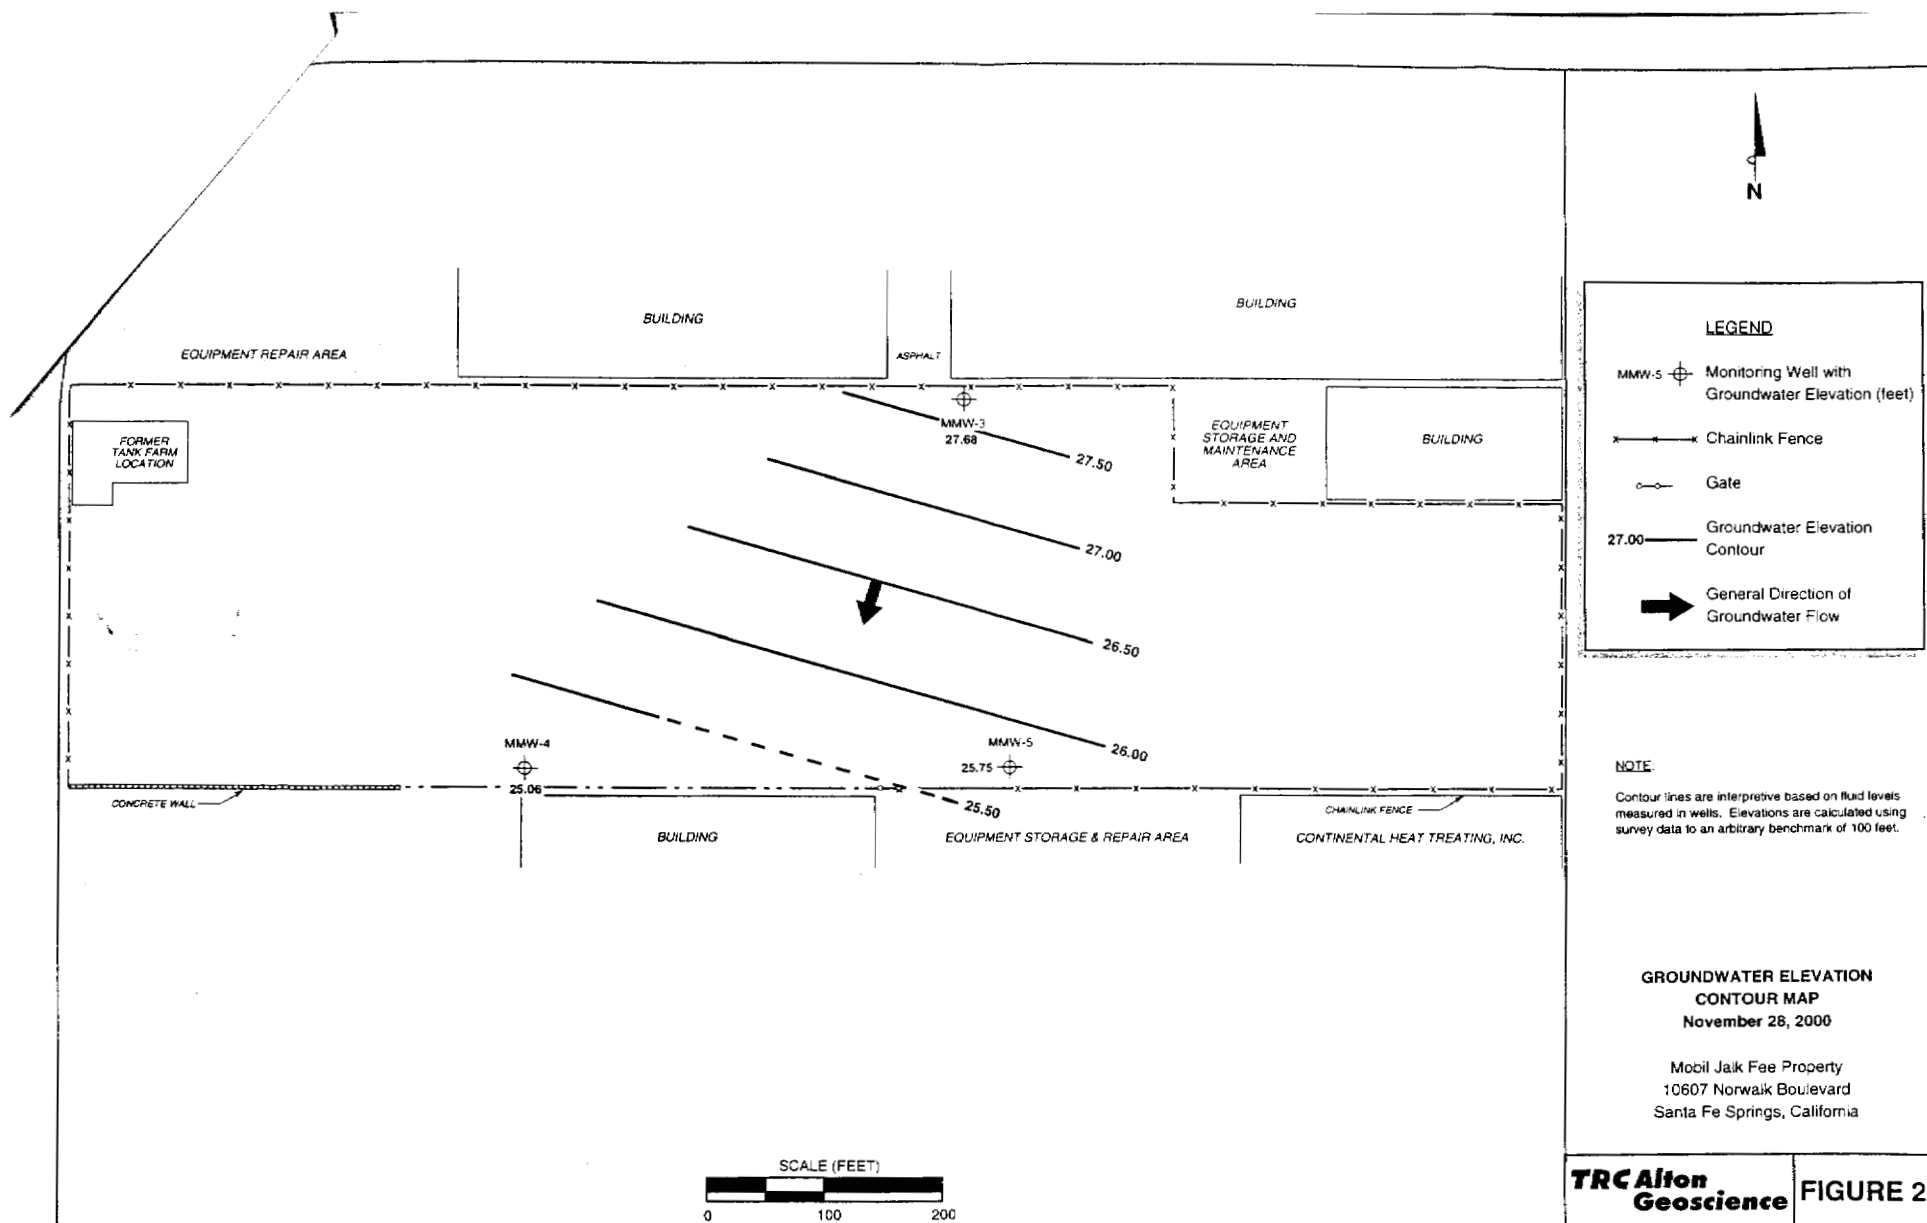 N
BUILDING
BUILDING
EQUIPMENT REPAIR AREA
ASPHALT
LEGEND
MMW-5
Monitoring Well with
Groundwater Elevation (feet)
Chainlink Fence
Gate
27.00
Groundwater Elevation
Contour
General Direction of
Groundwater Flow
FORMER
TANK FARM
LOCATION
MMW-3
27.68
EQUIPMENT
STORAGE AND
MAINTENANCE
AREA
BUILDING
27.50
27.00
26.50
26.00
25.50
MMW-4
25.06
MMW-5
25.75
CONCRETE WALL
CHAINLINK FENCE
BUILDING
EQUIPMENT STORAGE & REPAIR AREA
CONTINENTAL HEAT TREATING, INC.
NOTE:
Contour lines are interpretive based on fluid levels
measured in wells. Elevations are calculated using
survey data to an arbitrary benchmark of 100 feet.
GROUNDWATER ELEVATION
CONTOUR MAP
November 28, 2000
Mobil Jalk Fee Property
10607 Norwalk Boulevard
Santa Fe Springs, California
SCALE (FEET)
0 100 200
TRC Alton
Geoscience
FIGURE 2